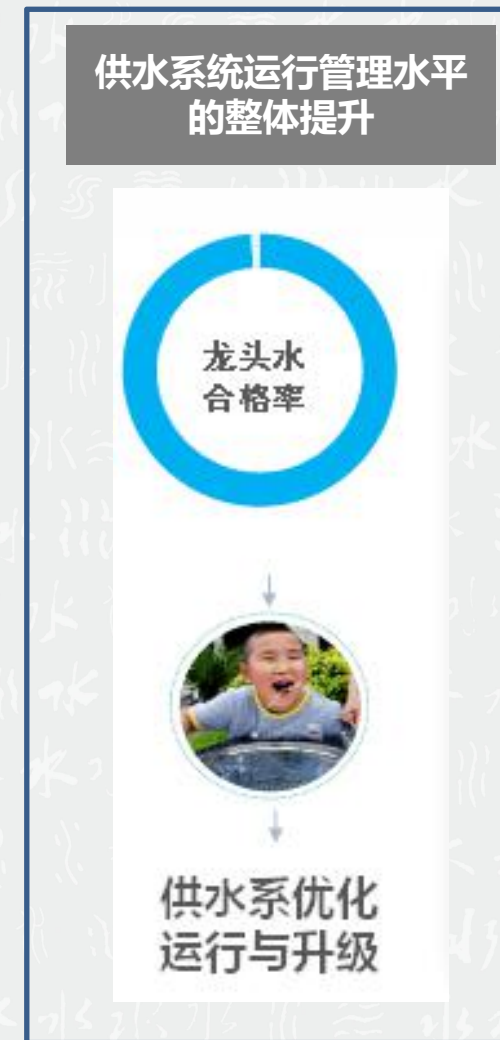 供水系统运行管理水平
的整体提升
龙头水
合格率
供水系优化
运行与升级